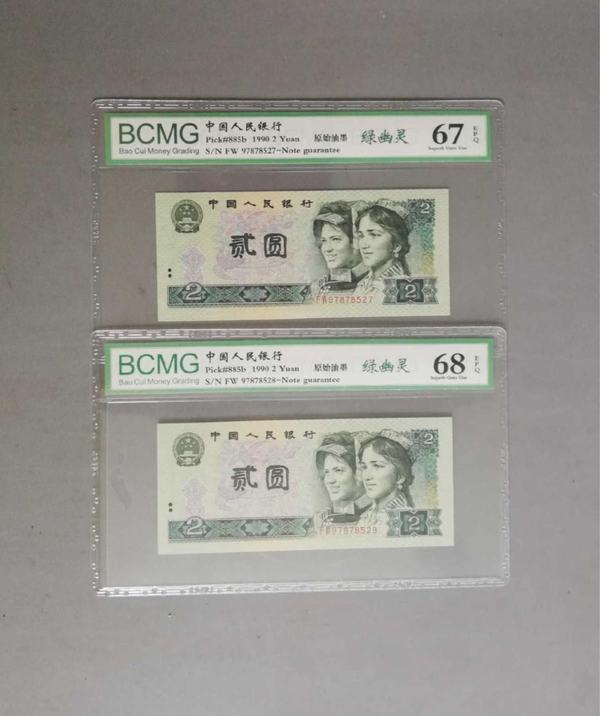 BCMG
Bao Cui Money Grading
中国人民银行
Pick#885b 1990 2 Yuan 原始油墨 绿幽灵
S/N FW 97878527~Note guarantee
67 EPQ
Superb Gem Unc
中国人民银行
贰圆
2
2
2
FW97878527
BCMG
Bao Cui Money Grading
中国人民银行
Pick#885b 1990 2 Yuan 原始油墨 绿幽灵
S/N FW 97878528~Note guarantee
68 EPQ
Superb Gem Unc
中国人民银行
贰圆
2
2
2
FW97878528